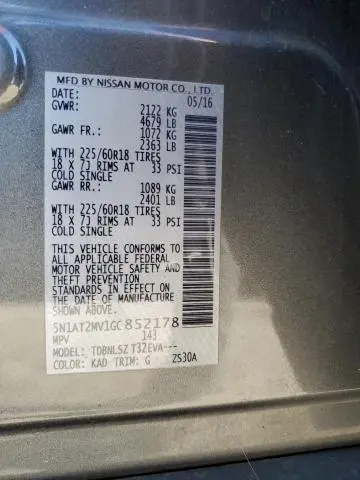 MFD BY NISSAN MOTOR CO., LTD.
DATE: 05/16
GVWR: 2122 KG
4679 LB
GAWR FR.: 1072 KG
2363 LB
WITH 225/60R18 TIRES
18 X 7J RIMS AT 33 PSI
COLD SINGLE
GAWR RR.: 1089 KG
2401 LB
WITH 225/60R18 TIRES
18 X 7J RIMS AT 33 PSI
COLD SINGLE
THIS VEHICLE CONFORMS TO
ALL APPLICABLE FEDERAL
MOTOR VEHICLE SAFETY AND
THEFT PREVENTION
STANDARDS IN EFFECT ON
THE DATE OF MANUFACTURE
SHOWN ABOVE.
5N1AT2MV1GC852178
MPV 143
MODEL: TDBNLSZ T32EVA---
COLOR: KAD TRIM: G ZS30A